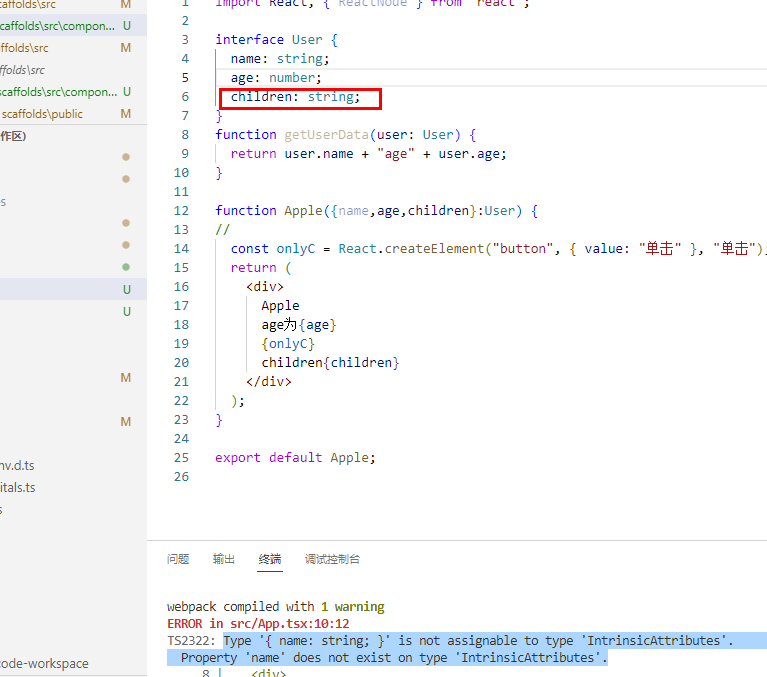 caffolds\src M
caffolds\src\compon... U
ffolds\src M
ffolds\src
scaffolds\src\compon... U
scaffolds\public M
作区)
s
U
U
M
M
nv.d.ts
itals.ts
s
code-workspace
1 import React, { ReactNode } from "react";
2
3 interface User {
4 name: string;
5 age: number;
6 children: string;
7 }
8 function getUserData(user: User) {
9 return user.name + "age" + user.age;
10 }
11
12 function Apple({name,age,children}:User) {
13 //
14 const onlyC = React.createElement("button", { value: "单击" }, "单击");
15 return (
16 <div>
17 Apple
18 age为{age}
19 {onlyC}
20 children{children}
21 </div>
22 );
23 }
24
25 export default Apple;
26
问题 输出 终端 调试控制台
webpack compiled with 1 warning
ERROR in src/App.tsx:10:12
TS2322: Type '{ name: string; }' is not assignable to type 'IntrinsicAttributes'.
Property 'name' does not exist on type 'IntrinsicAttributes'.
8 | <div>